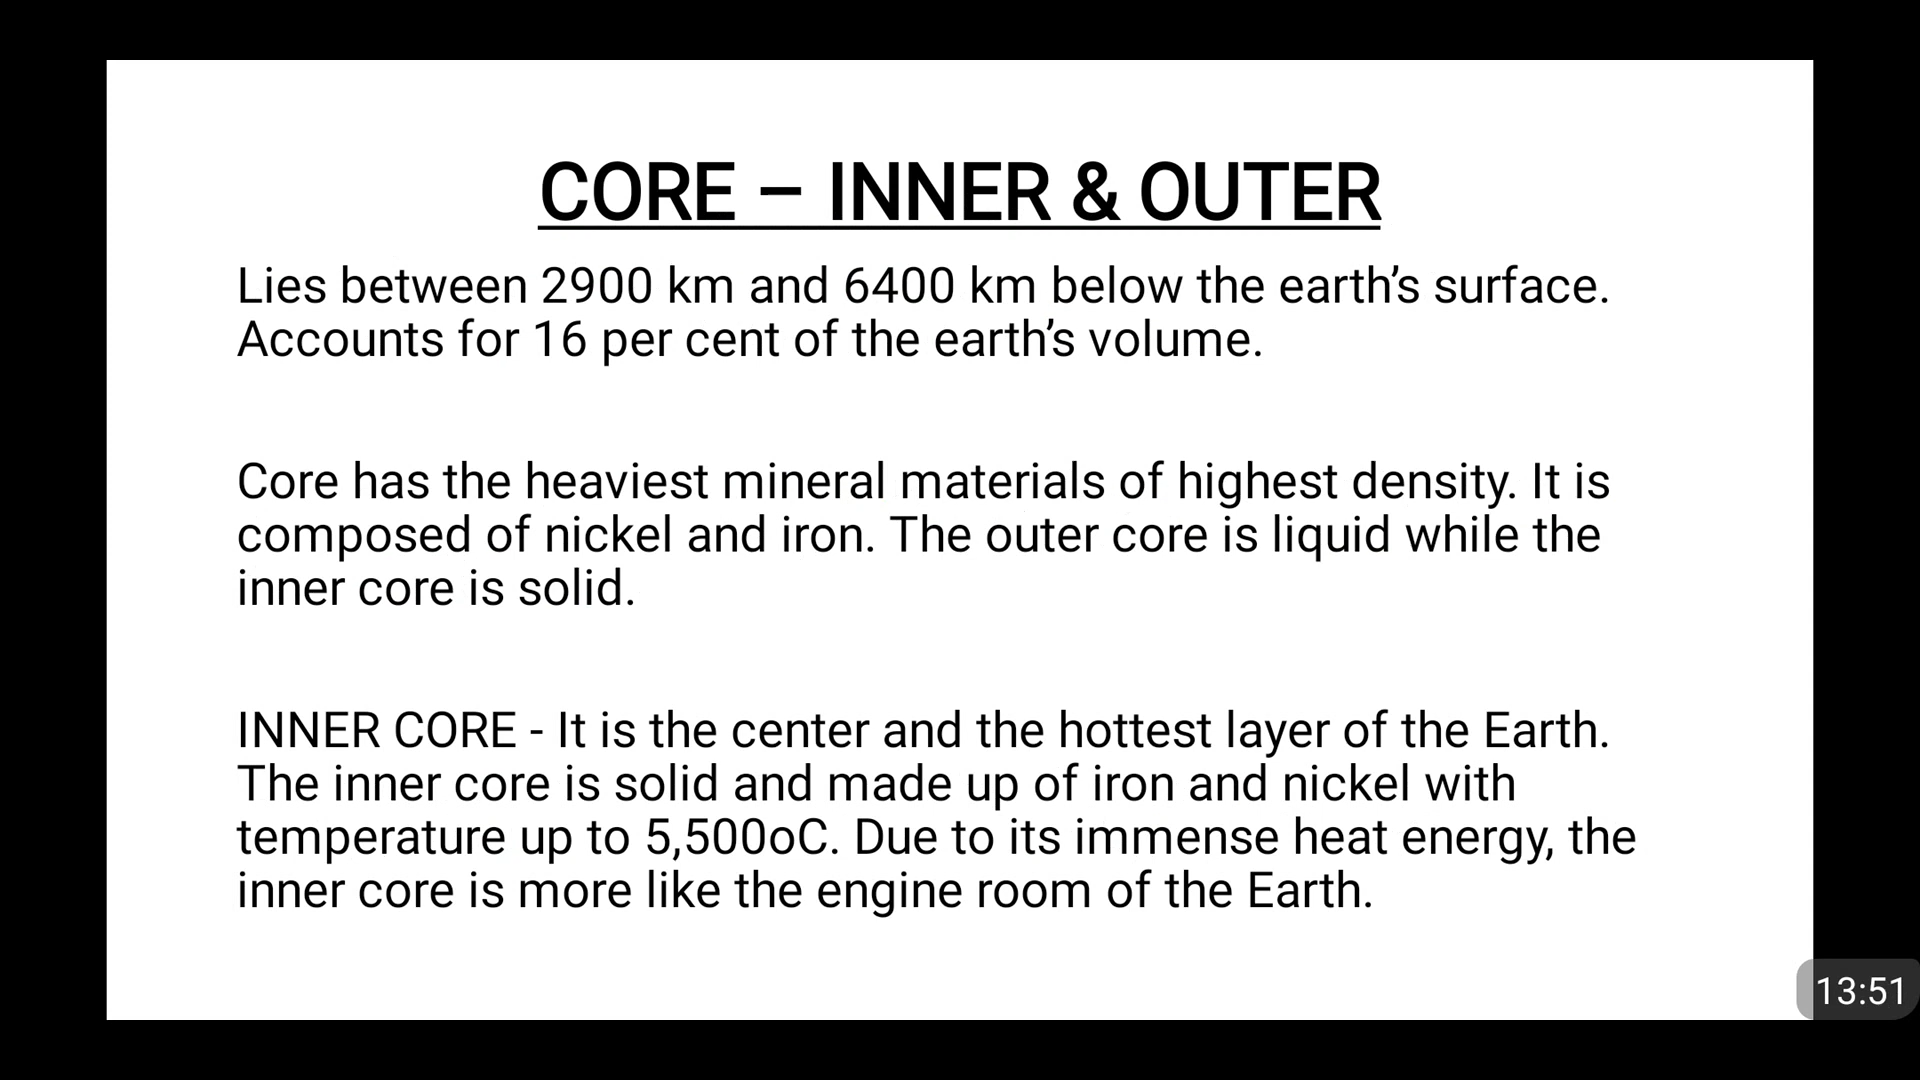 CORE – INNER & OUTER
Lies between 2900 km and 6400 km below the earth’s surface.
Accounts for 16 per cent of the earth’s volume.
Core has the heaviest mineral materials of highest density. It is
composed of nickel and iron. The outer core is liquid while the
inner core is solid.
INNER CORE - It is the center and the hottest layer of the Earth.
The inner core is solid and made up of iron and nickel with
temperature up to 5,500oC. Due to its immense heat energy, the
inner core is more like the engine room of the Earth.
13:51